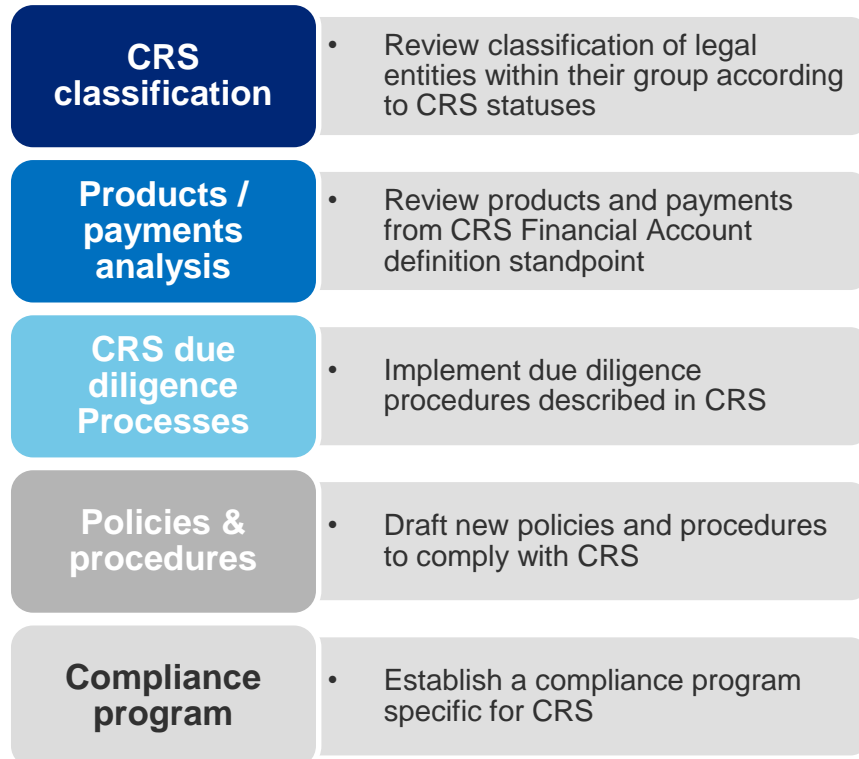 CRS
classification
• Review classification of legal
entities within their group according
to CRS statuses
Products /
payments
analysis
• Review products and payments
from CRS Financial Account
definition standpoint
CRS due
diligence
Processes
• Implement due diligence
procedures described in CRS
Policies &
procedures
• Draft new policies and procedures
to comply with CRS
Compliance
program
• Establish a compliance program
specific for CRS